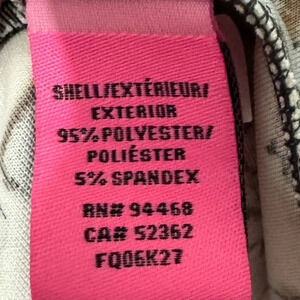 SHELL/EXTÉRIEUR/
EXTERIOR
95% POLYESTER/
POLIÉSTER
5% SPANDEX
RN# 94468
CA# 52362
FQ06K27